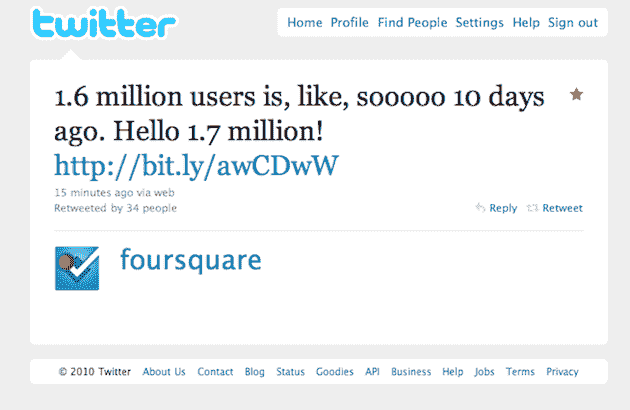 twitter
Home Profile Find People Settings Help Sign out
1.6 million users is, like, sooooo 10 days
ago. Hello 1.7 million!
http://bit.ly/awCDwW
15 minutes ago via web
Retweeted by 34 people
Reply Retweet
foursquare
© 2010 Twitter About Us Contact Blog Status Goodies API Business Help Jobs Terms Privacy